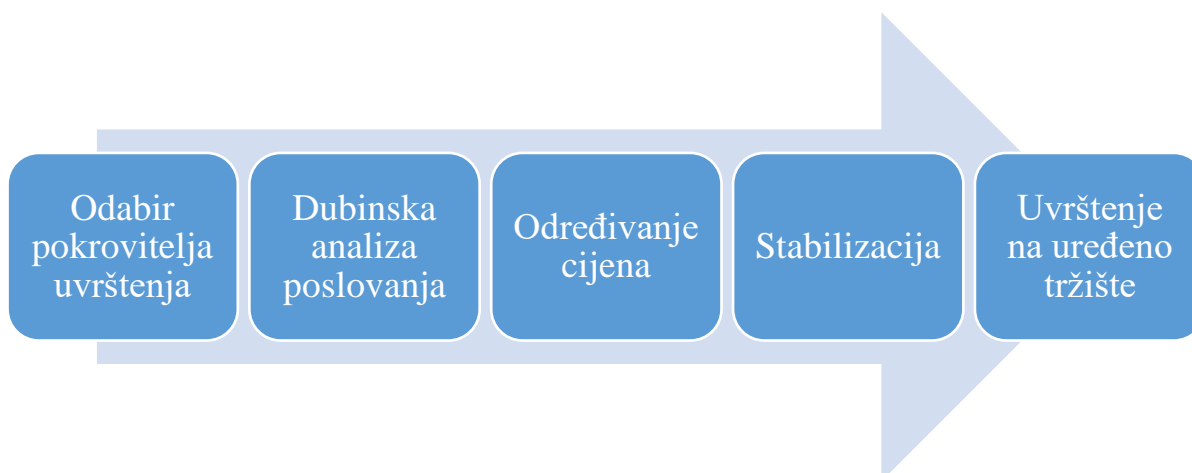 Odabir
pokrovitelja
uvrštenja
Dubinska
analiza
poslovanja
Određivanje
cijena
Stabilizacija
Uvrštenje
na uređeno
tržište